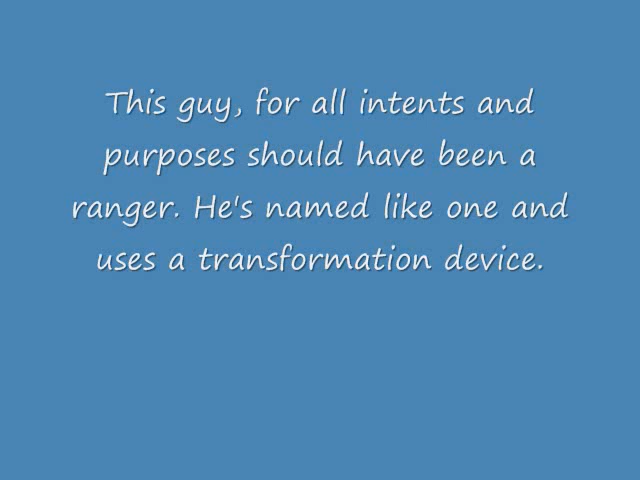 This guy, for all intents and
purposes should have been a
ranger. He's named like one and
uses a transformation device.